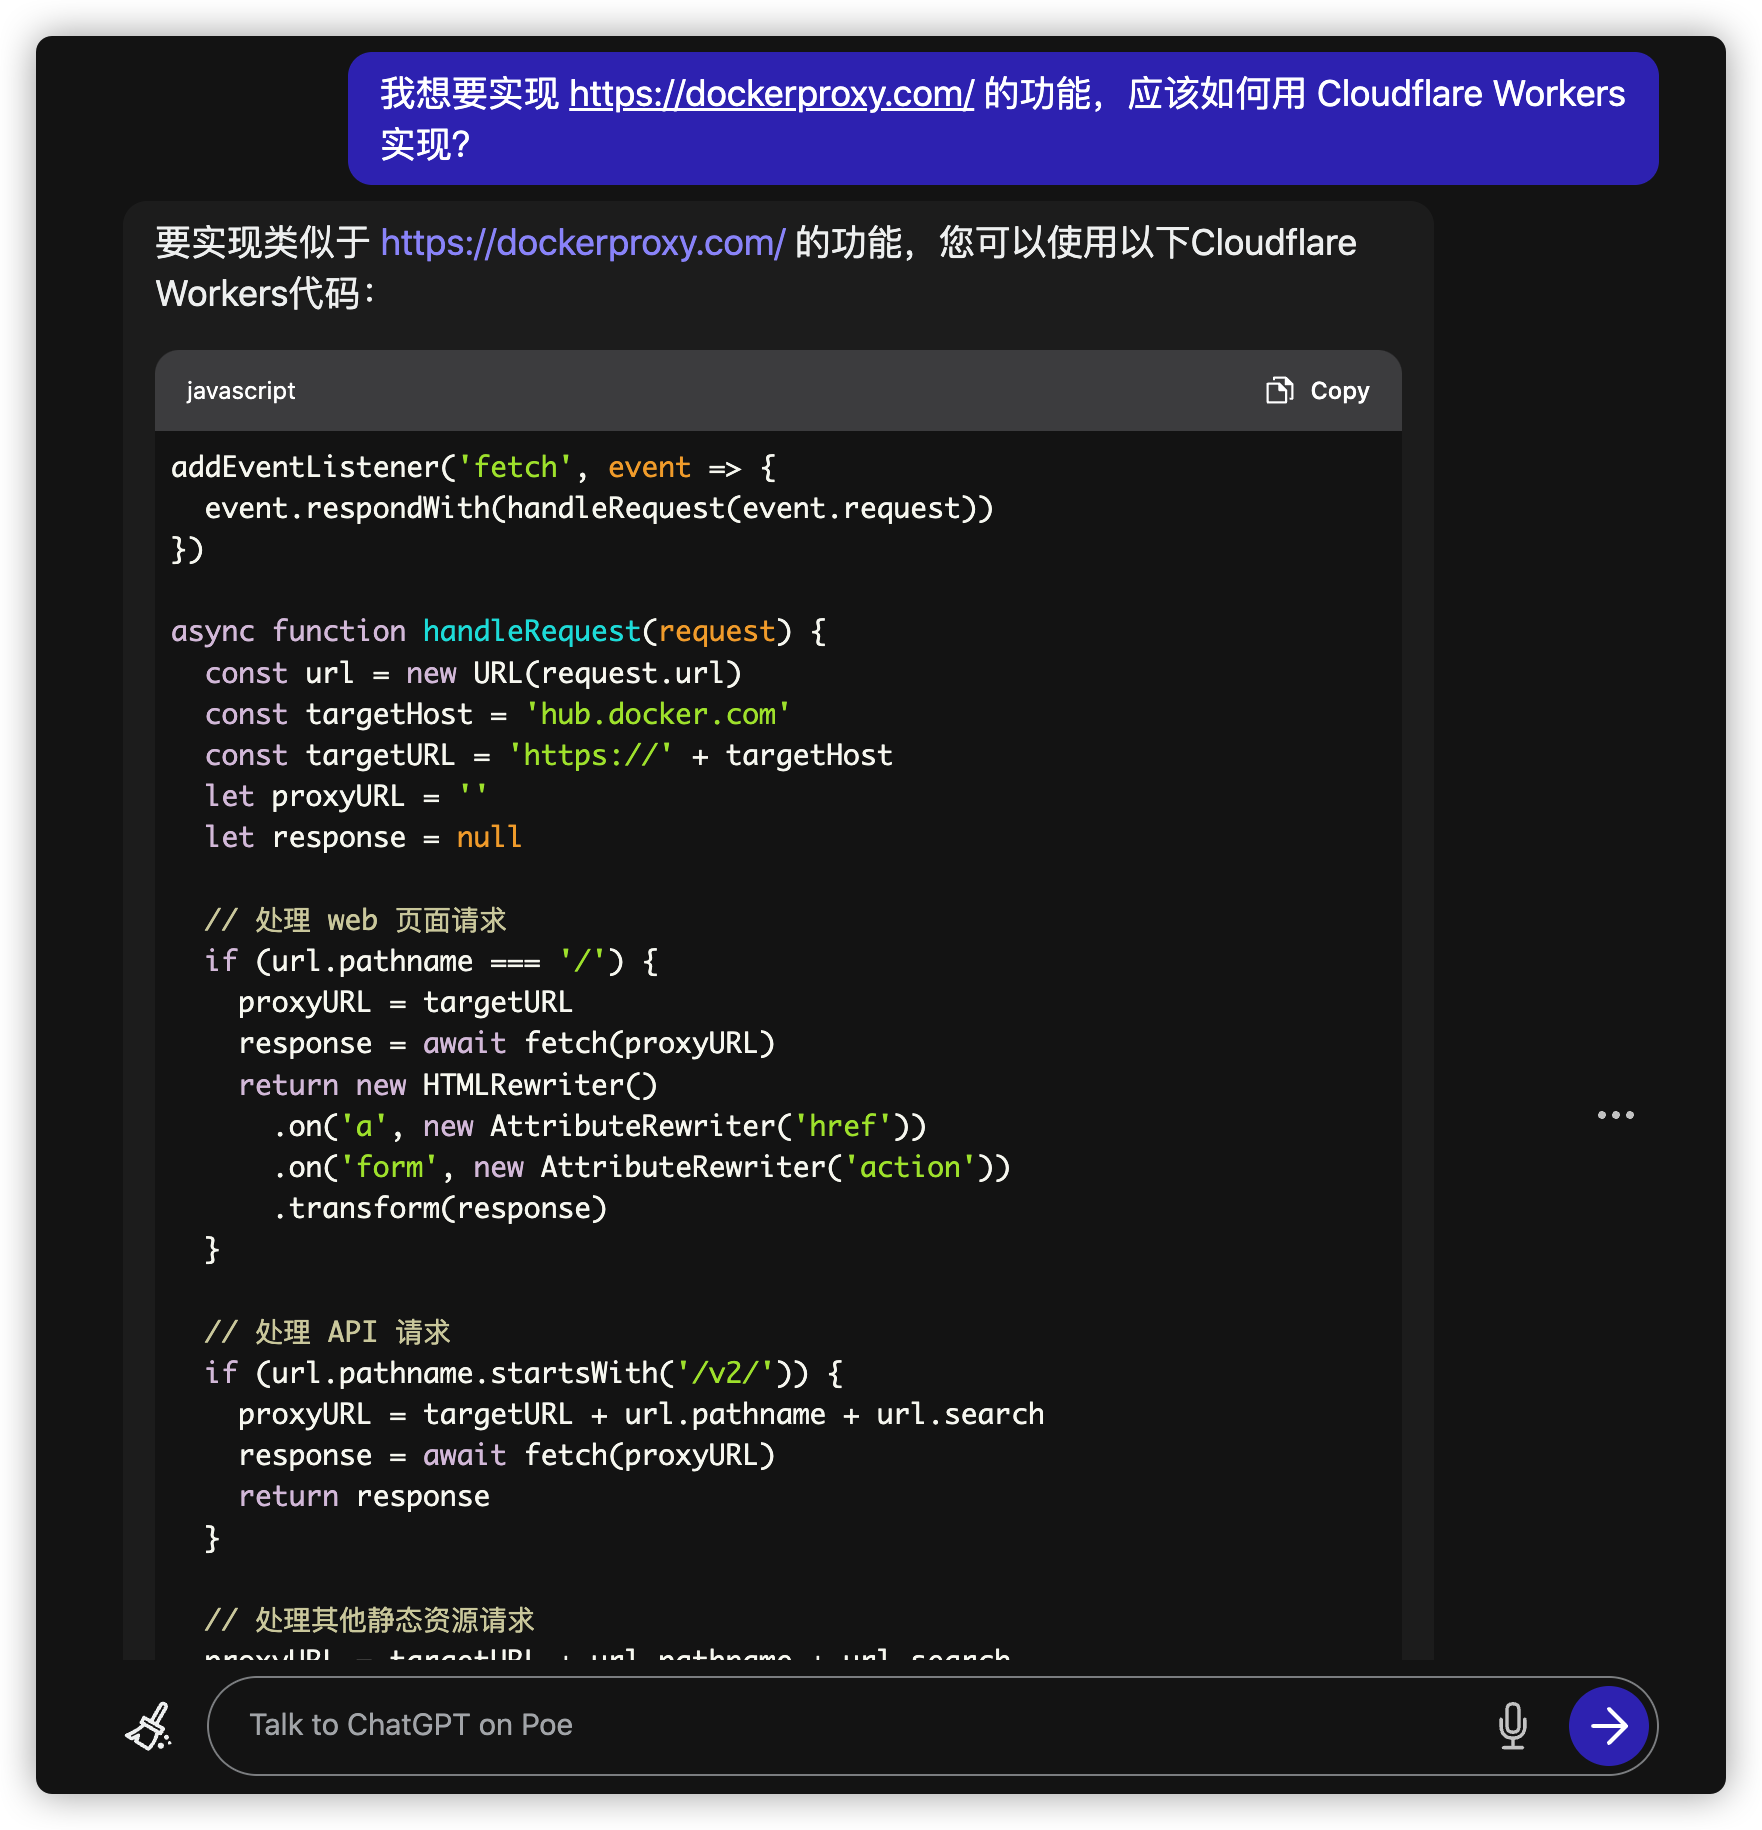 我想要实现 https://dockerproxy.com/ 的功能，应该如何用 Cloudflare Workers
实现？
要实现类似于 https://dockerproxy.com/ 的功能，您可以使用以下Cloudflare
Workers代码：
javascript
Copy
addEventListener('fetch', event => {
  event.respondWith(handleRequest(event.request))
})
async function handleRequest(request) {
  const url = new URL(request.url)
  const targetHost = 'hub.docker.com'
  const targetURL = 'https://' + targetHost
  let proxyURL = ''
  let response = null
  // 处理 web 页面请求
  if (url.pathname === '/') {
    proxyURL = targetURL
    response = await fetch(proxyURL)
    return new HTMLRewriter()
      .on('a', new AttributeRewriter('href'))
      .on('form', new AttributeRewriter('action'))
      .transform(response)
  }
  // 处理 API 请求
  if (url.pathname.startsWith('/v2/')) {
    proxyURL = targetURL + url.pathname + url.search
    response = await fetch(proxyURL)
    return response
  }
  // 处理其他静态资源请求
  proxyURL = targetURL + url.pathname + url.search
Talk to ChatGPT on Poe